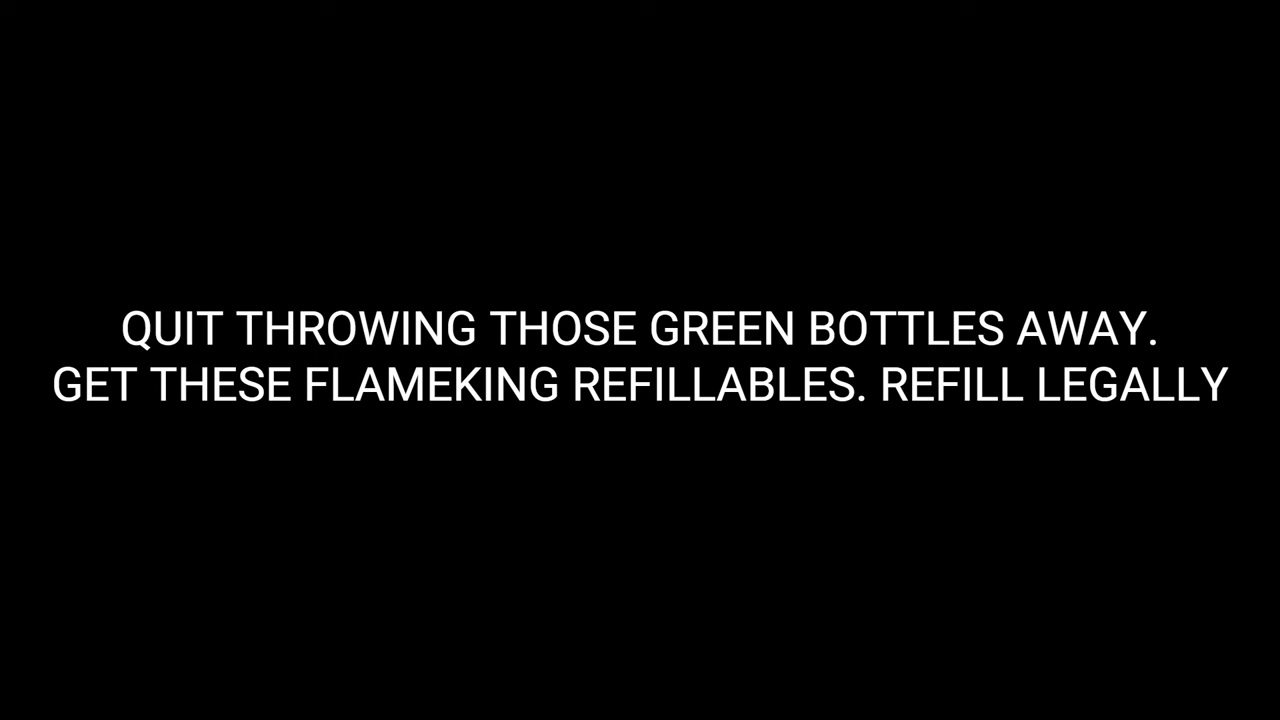 QUIT THROWING THOSE GREEN BOTTLES AWAY.
GET THESE FLAMEKING REFILLABLES. REFILL LEGALLY